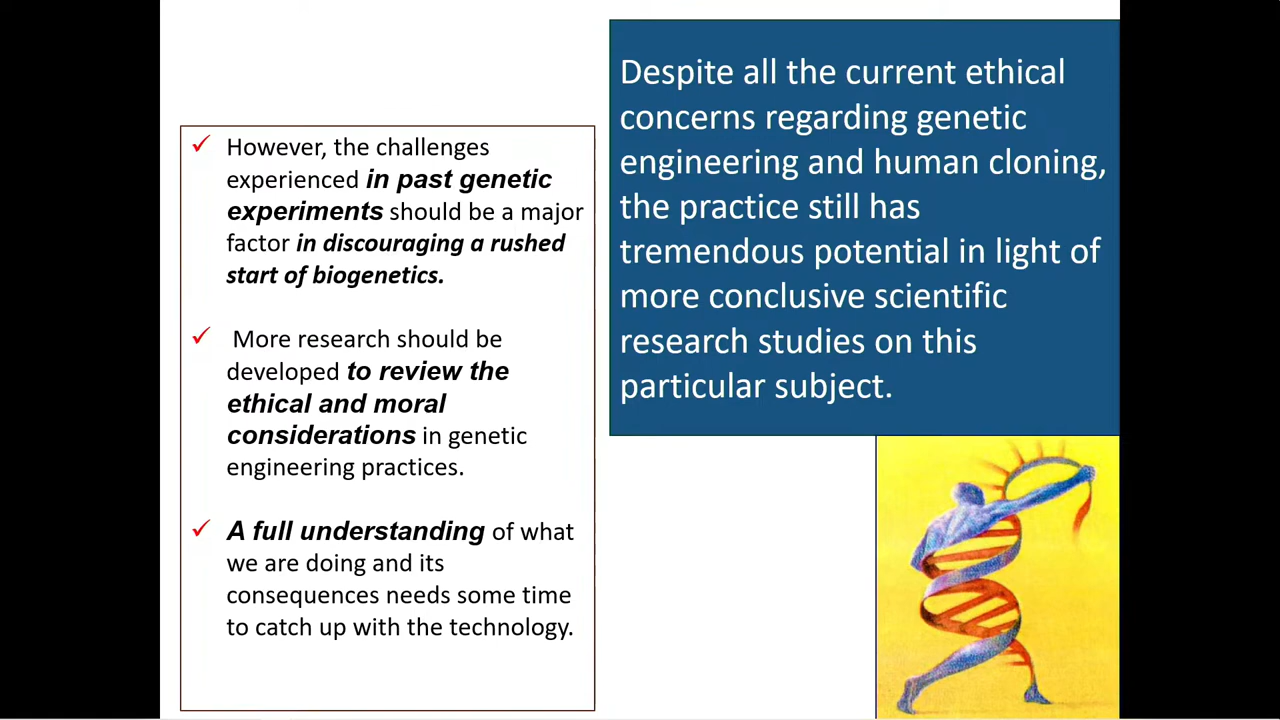 Despite all the current ethical
concerns regarding genetic
engineering and human cloning,
the practice still has
tremendous potential in light of
more conclusive scientific
research studies on this
particular subject.
However, the challenges
experienced in past genetic
experiments should be a major
factor in discouraging a rushed
start of biogenetics.
More research should be
developed to review the
ethical and moral
considerations in genetic
engineering practices.
A full understanding of what
we are doing and its
consequences needs some time
to catch up with the technology.